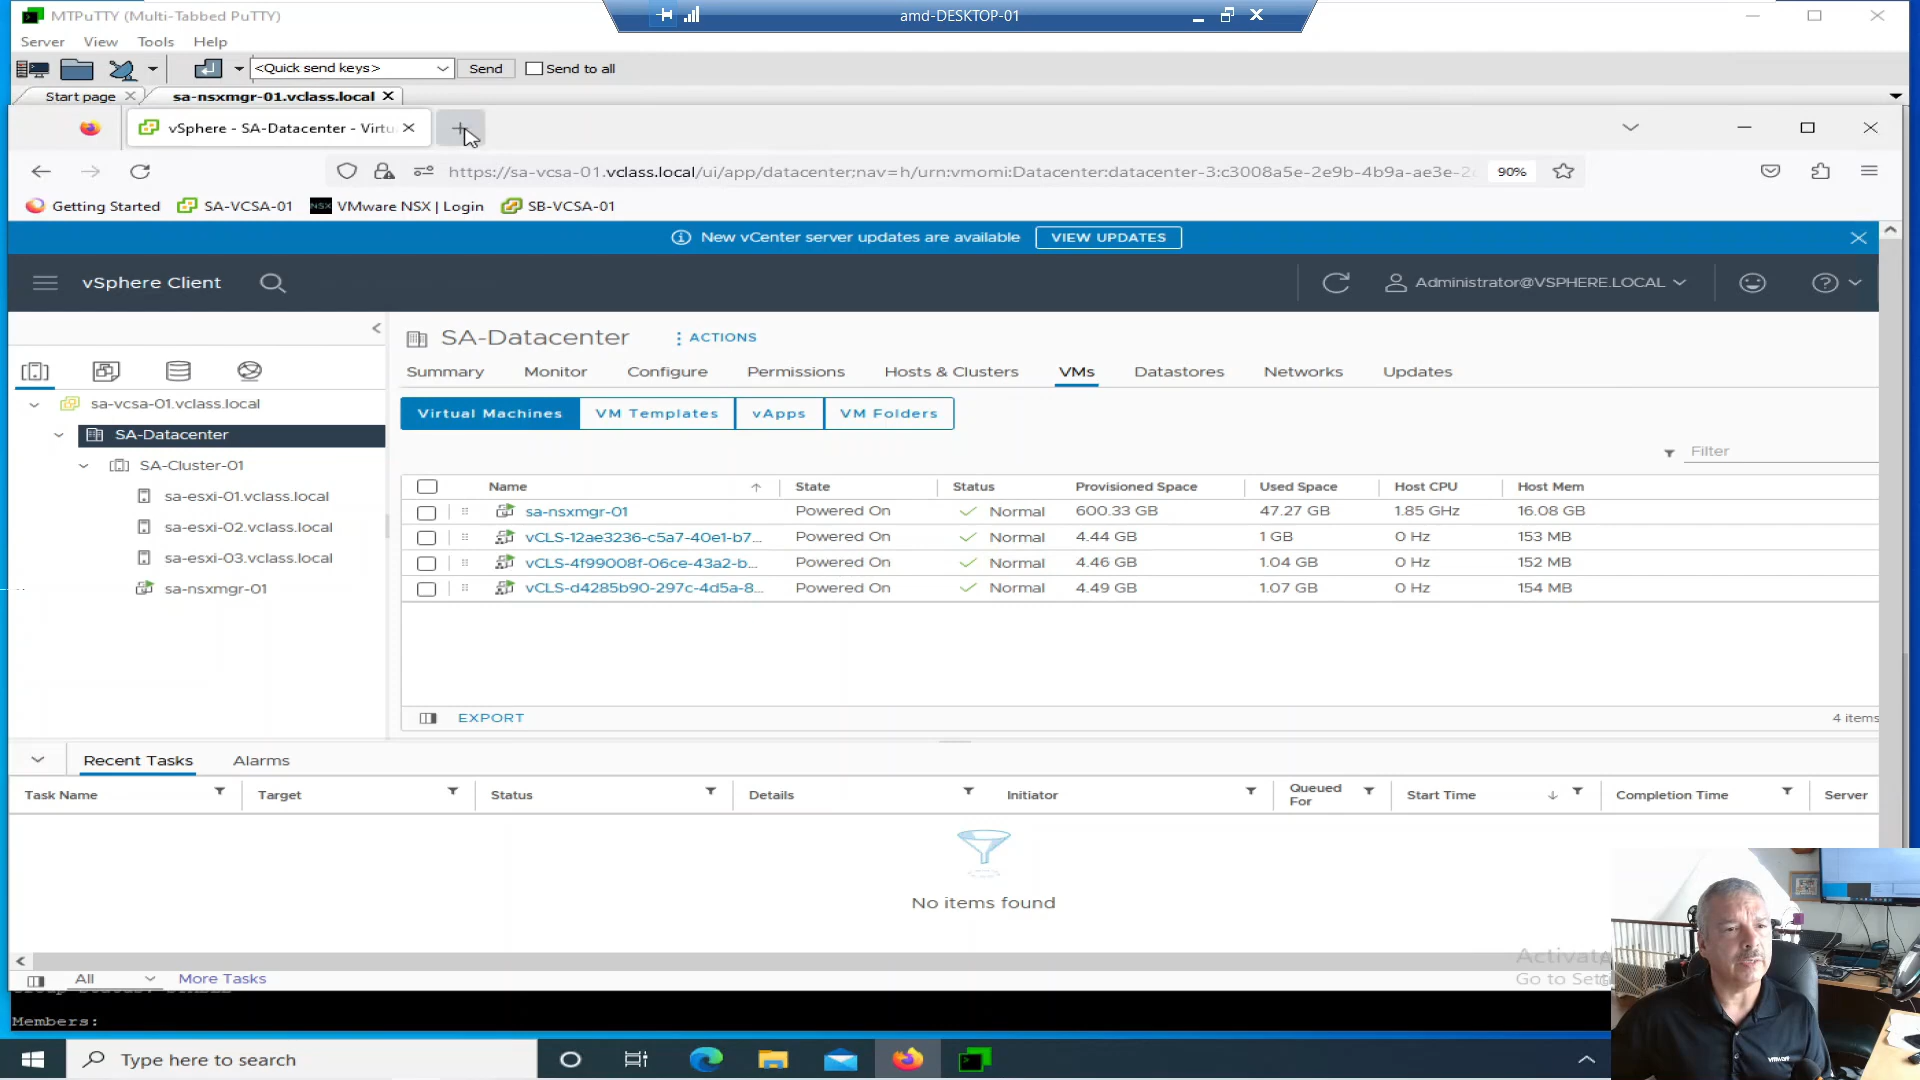 MTPuTTY (Multi-Tabbed PuTTY)
amd-DESKTOP-01
Server View Tools Help
<Quick send keys> Send Send to all
Start page sa-nsxmgr-01.vclass.local
vSphere - SA-Datacenter - Virtu
https://sa-vcsa-01.vclass.local/ui/app/datacenter;nav=h/urn:vmomi:Datacenter:datacenter-3:c3008a5e-2e9b-4b9a-ae3e-2 90%
Getting Started SA-VCSA-01 NSX VMware NSX | Login SB-VCSA-01
New vCenter server updates are available VIEW UPDATES
vSphere Client Administrator@VSPHERE.LOCAL
SA-Datacenter ACTIONS
Summary Monitor Configure Permissions Hosts & Clusters VMs Datastores Networks Updates
sa-vcsa-01.vclass.local
SA-Datacenter
SA-Cluster-01
sa-esxi-01.vclass.local
sa-esxi-02.vclass.local
sa-esxi-03.vclass.local
sa-nsxmgr-01
Virtual Machines VM Templates vApps VM Folders
Filter
Name State Status Provisioned Space Used Space Host CPU Host Mem
sa-nsxmgr-01 Powered On Normal 600.33 GB 47.27 GB 1.85 GHz 16.08 GB
vCLS-12ae3236-c5a7-40e1-b7... Powered On Normal 4.44 GB 1 GB 0 Hz 153 MB
vCLS-4f99008f-06ce-43a2-b... Powered On Normal 4.46 GB 1.04 GB 0 Hz 152 MB
vCLS-d4285b90-297c-4d5a-8... Powered On Normal 4.49 GB 1.07 GB 0 Hz 154 MB
EXPORT 4 items
Recent Tasks Alarms
Task Name Target Status Details Initiator Queued For Start Time Completion Time Server
No items found
Activat
Go to Set
All More Tasks
Members:
Type here to search
vmware